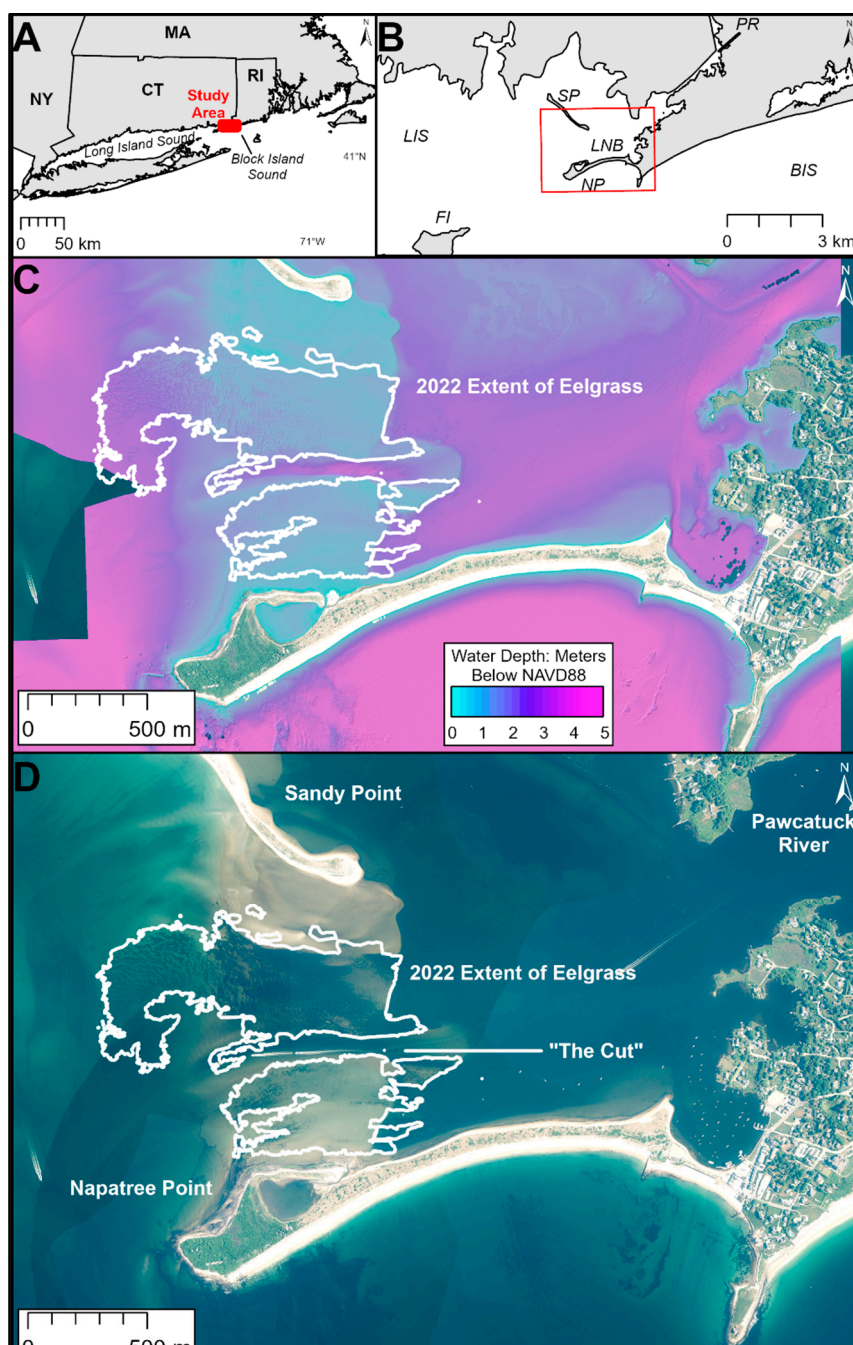 A
MA
N
NY
CT
RI
Study
Area
Long Island Sound
Block Island
Sound
41°N
0 50 km
71°W
B
PR
N
SP
LIS
LNB
NP
BIS
FI
0 3 km
C
N
2022 Extent of Eelgrass
Water Depth: Meters
Below NAVD88
0 1 2 3 4 5
0 500 m
D
Sandy Point
N
Pawcatuck
River
2022 Extent of Eelgrass
"The Cut"
Napatree Point
0 500 m